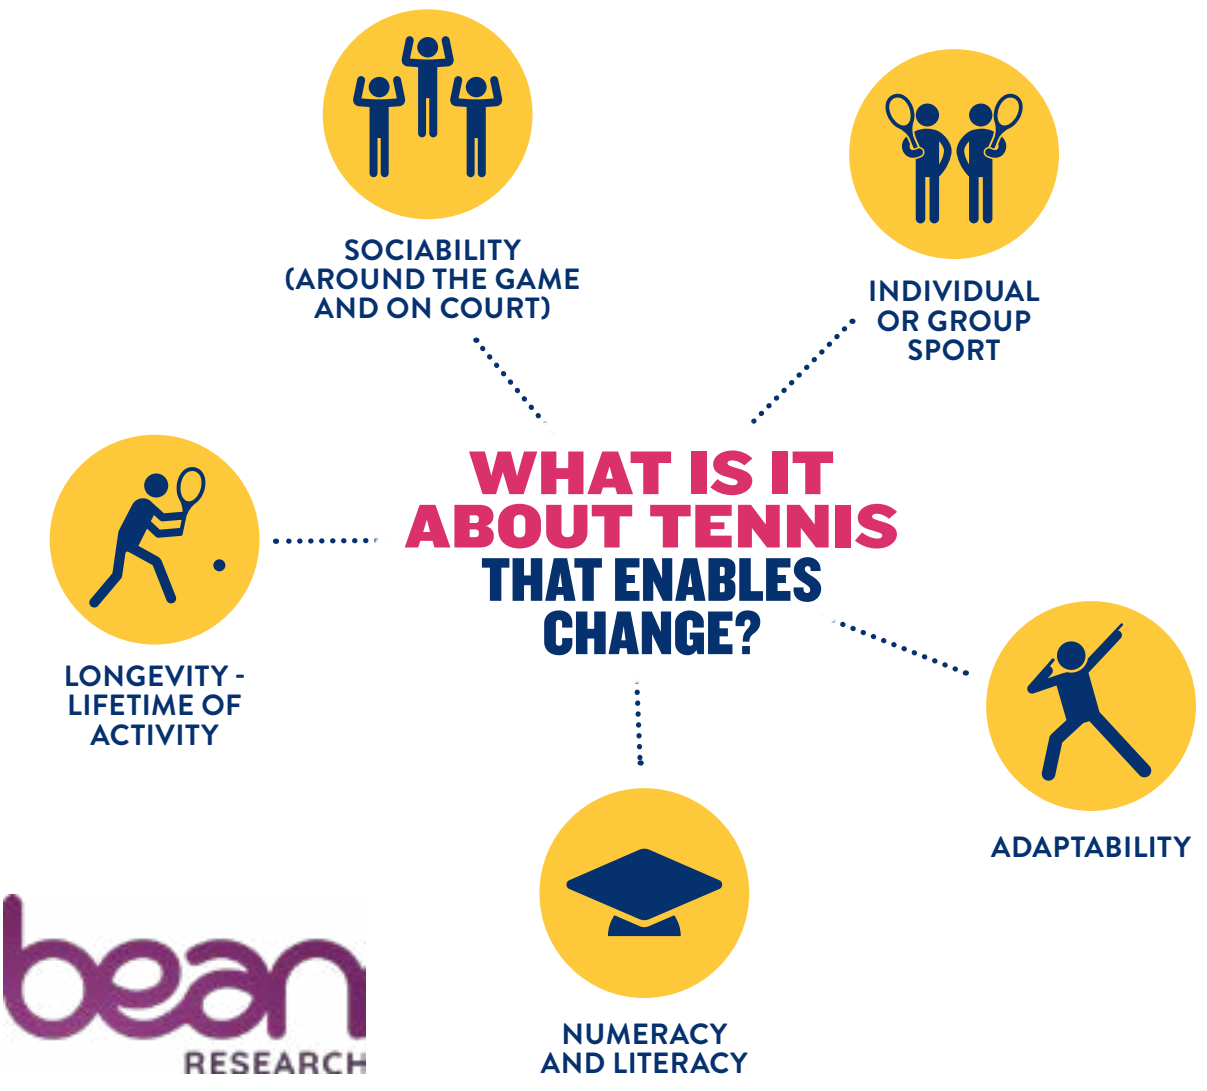 SOCIABILITY
(AROUND THE GAME
AND ON COURT)
INDIVIDUAL
OR GROUP
SPORT
WHAT IS IT
ABOUT TENNIS
THAT ENABLES
CHANGE?
LONGEVITY -
LIFETIME OF
ACTIVITY
ADAPTABILITY
NUMERACY
AND LITERACY
bean
RESEARCH